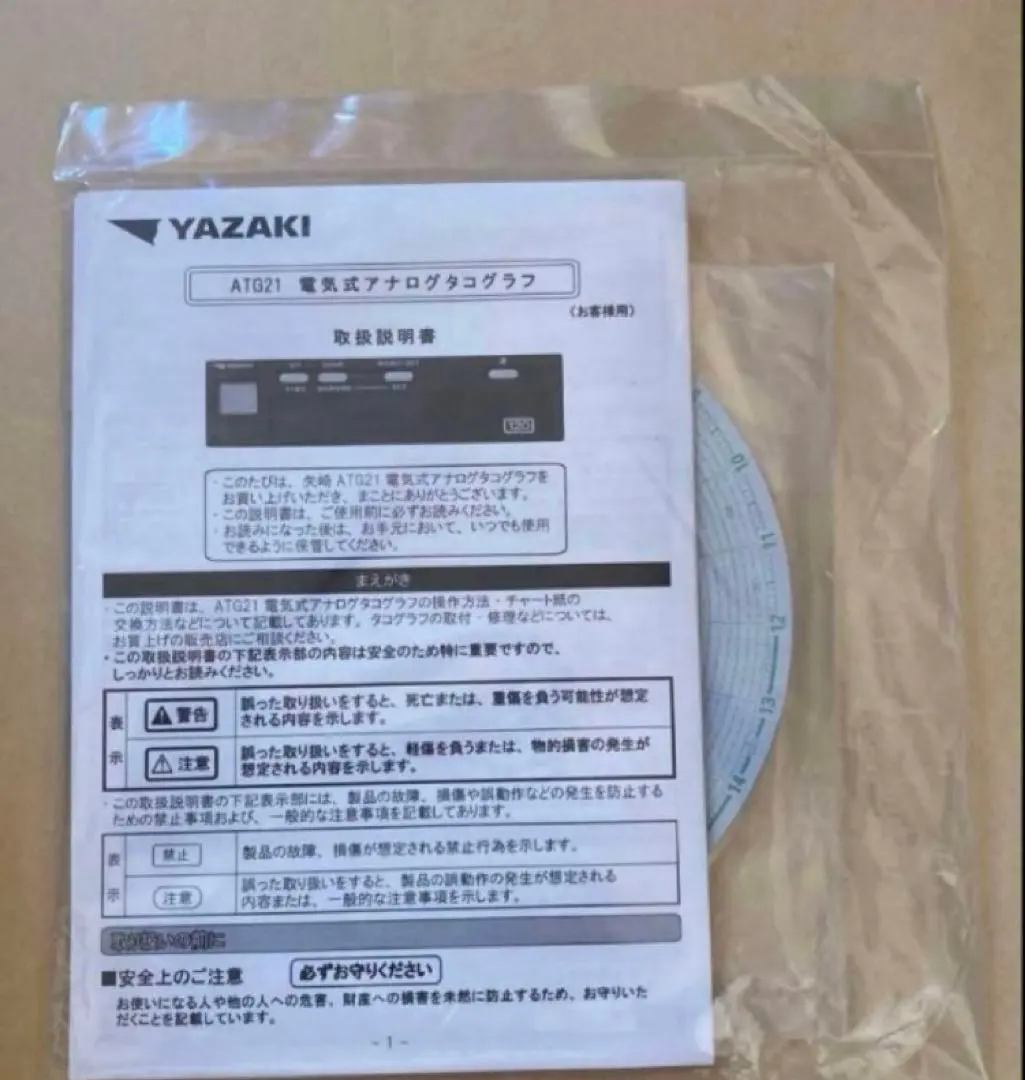 YAZAKI
ATG21 電気式アナログタコグラフ
(お客様用)
取扱説明書
120
・このたびは、矢崎 ATG21 電気式アナログタコグラフを
お買い上げいただき、まことにありがとうございます。
・この説明書は、ご使用前に必ずお読みください。
・お読みになった後は、お手元において、いつでも使用
できるように保管してください。
まえがき
・この説明書は、ATG21 電気式アナログタコグラフの操作方法・チャート紙の
交換方法などについて記載してあります。タコグラフの取付・修理などについては、
お買上げの販売店にご相談ください。
・この取扱説明書の下記表示部の内容は安全のため特に重要ですので、
しっかりとお読みください。
表示
警告
誤った取り扱いをすると、死亡または、重傷を負う可能性が想定
される内容を示します。
注意
誤った取り扱いをすると、軽傷を負うまたは、物的損害の発生が
想定される内容を示します。
・この取扱説明書の下記表示部には、製品の故障、損傷や誤動作などの発生を防止する
ための禁止事項および、一般的な注意事項を記載してあります。
表示
禁止
製品の故障、損傷が想定される禁止行為を示します。
注意
誤った取り扱いをすると、製品の誤動作の発生が想定される
内容または、一般的な注意事項を示します。
取り扱いの前に
■安全上のご注意 必ずお守りください
お使いになる人や他の人への危害、財産への損害を未然に防止するため、お守りいた
だくことを記載しています。
- 1 -
10
11
12
13
14